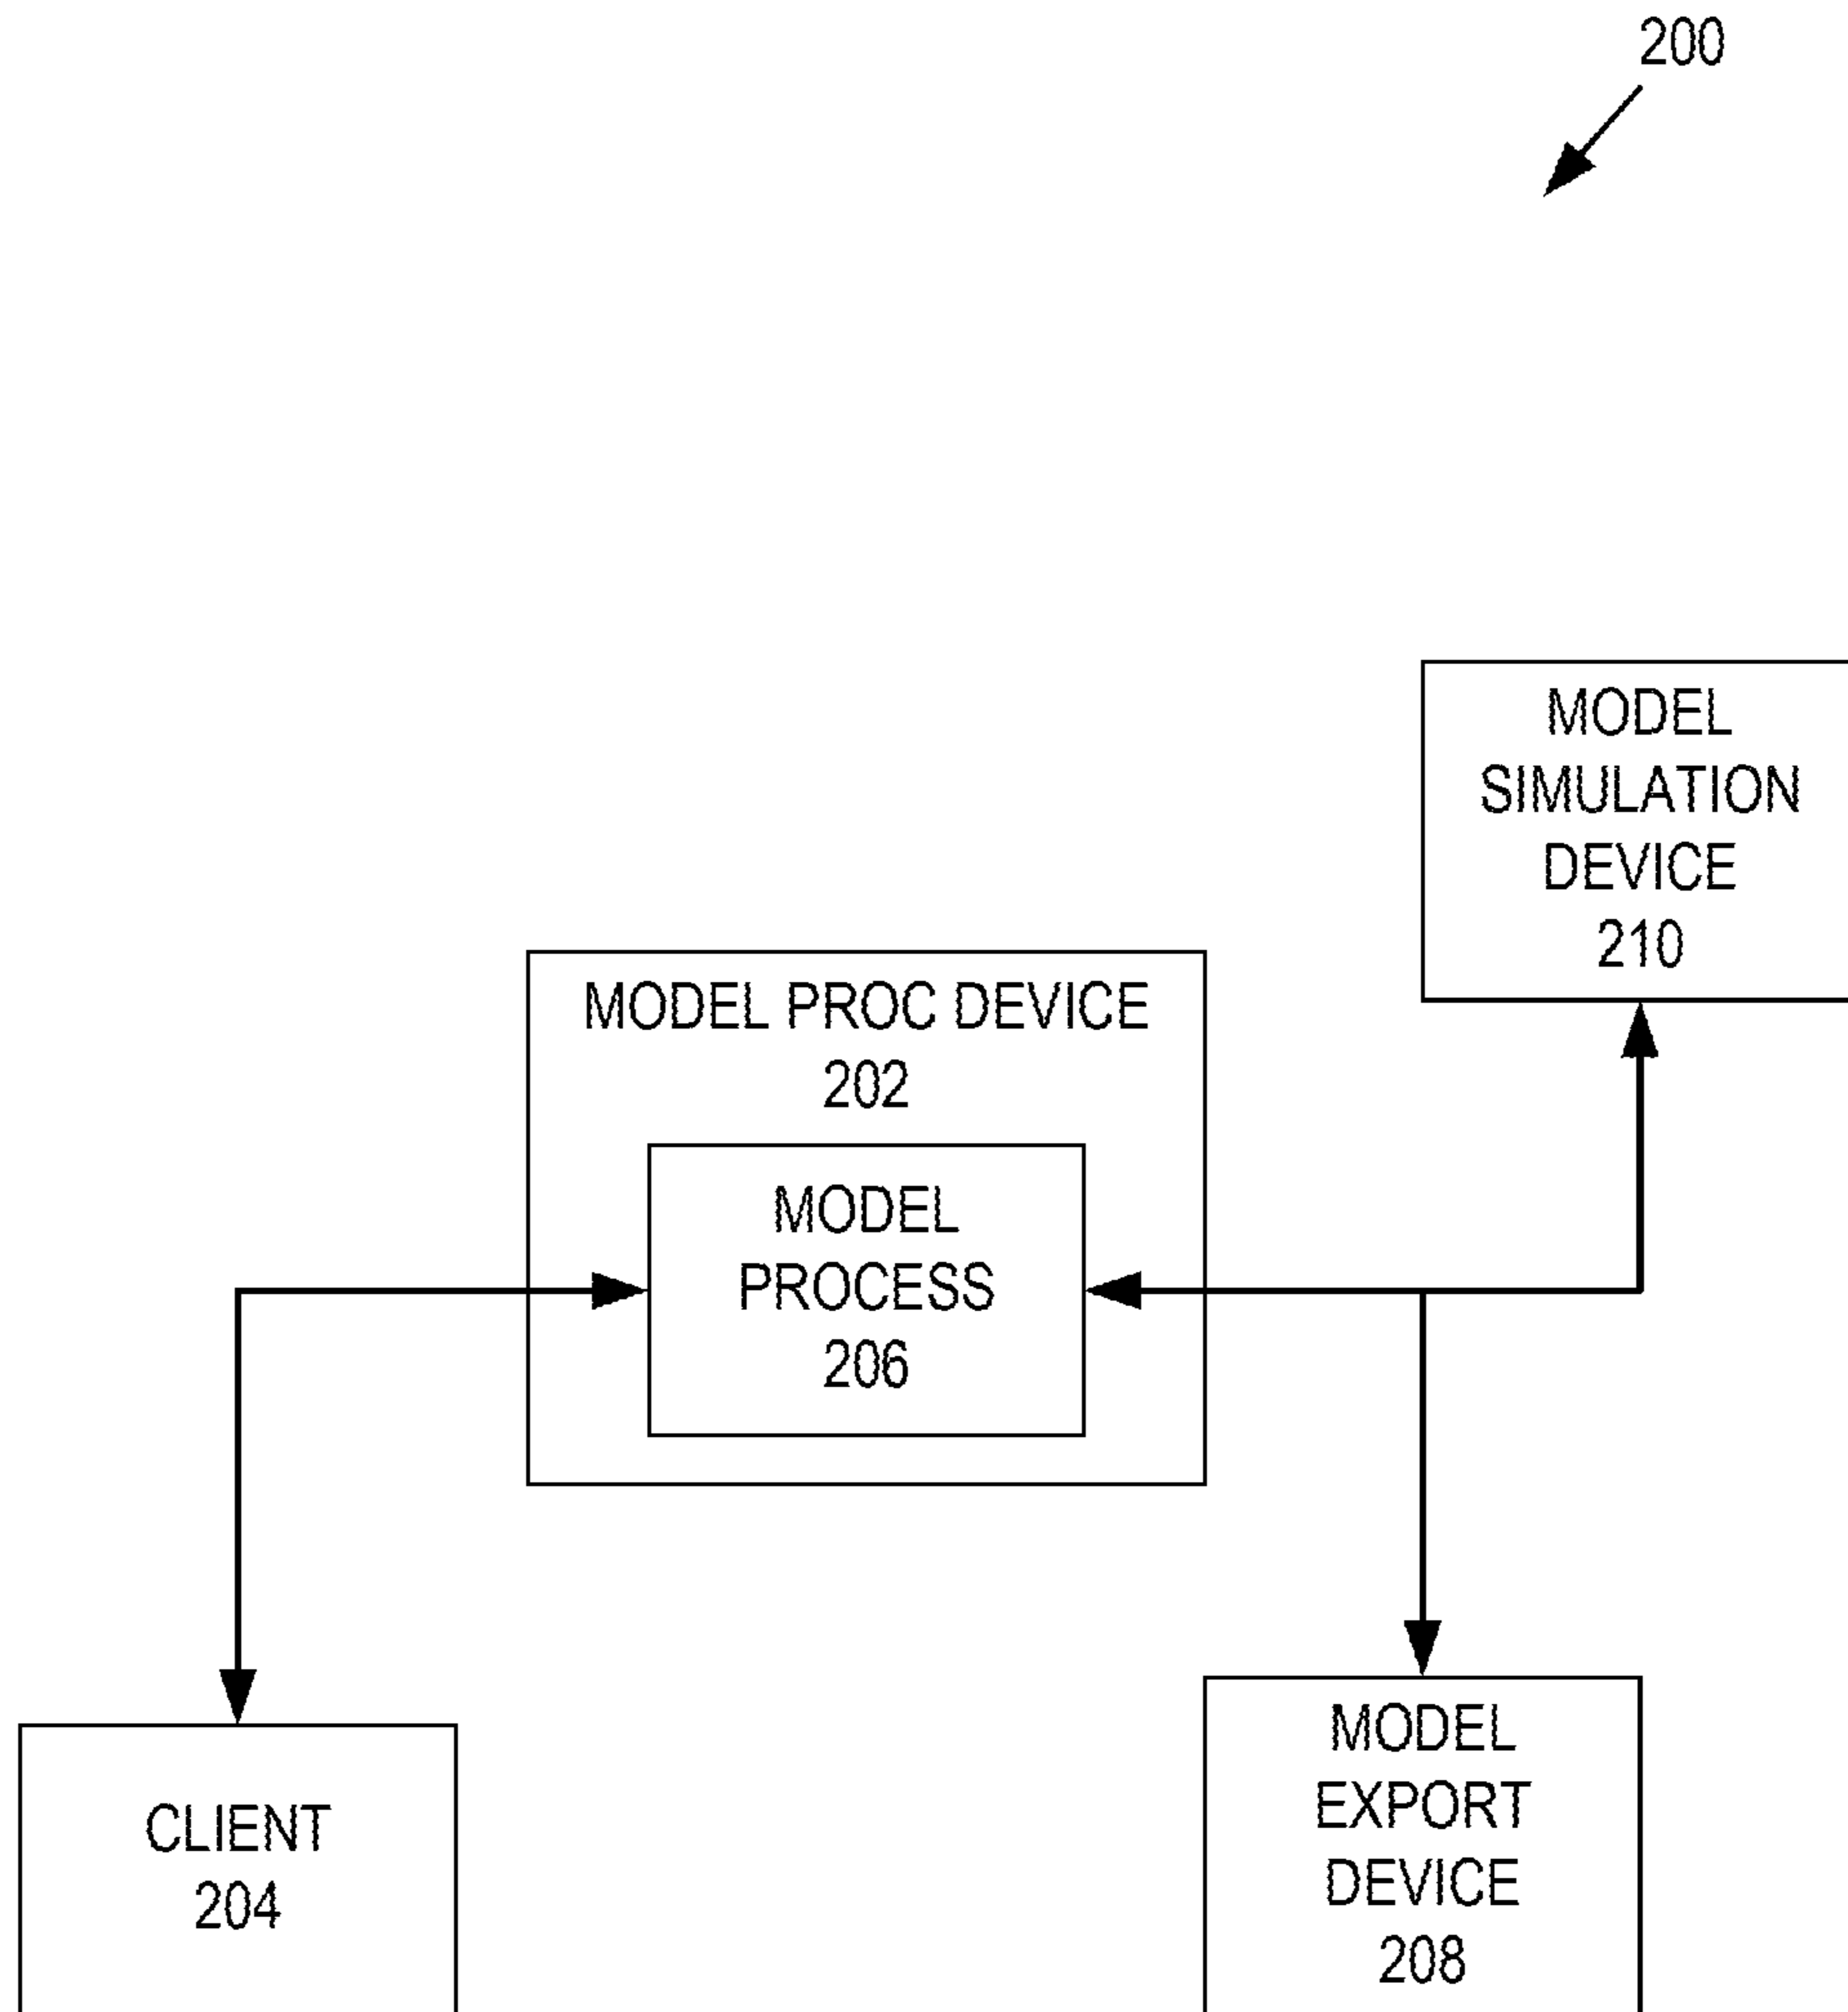 200
MODEL
SIMULATION
DEVICE
210
MODEL PROC DEVICE
202
MODEL
PROCESS
206
CLIENT
204
MODEL
EXPORT
DEVICE
208